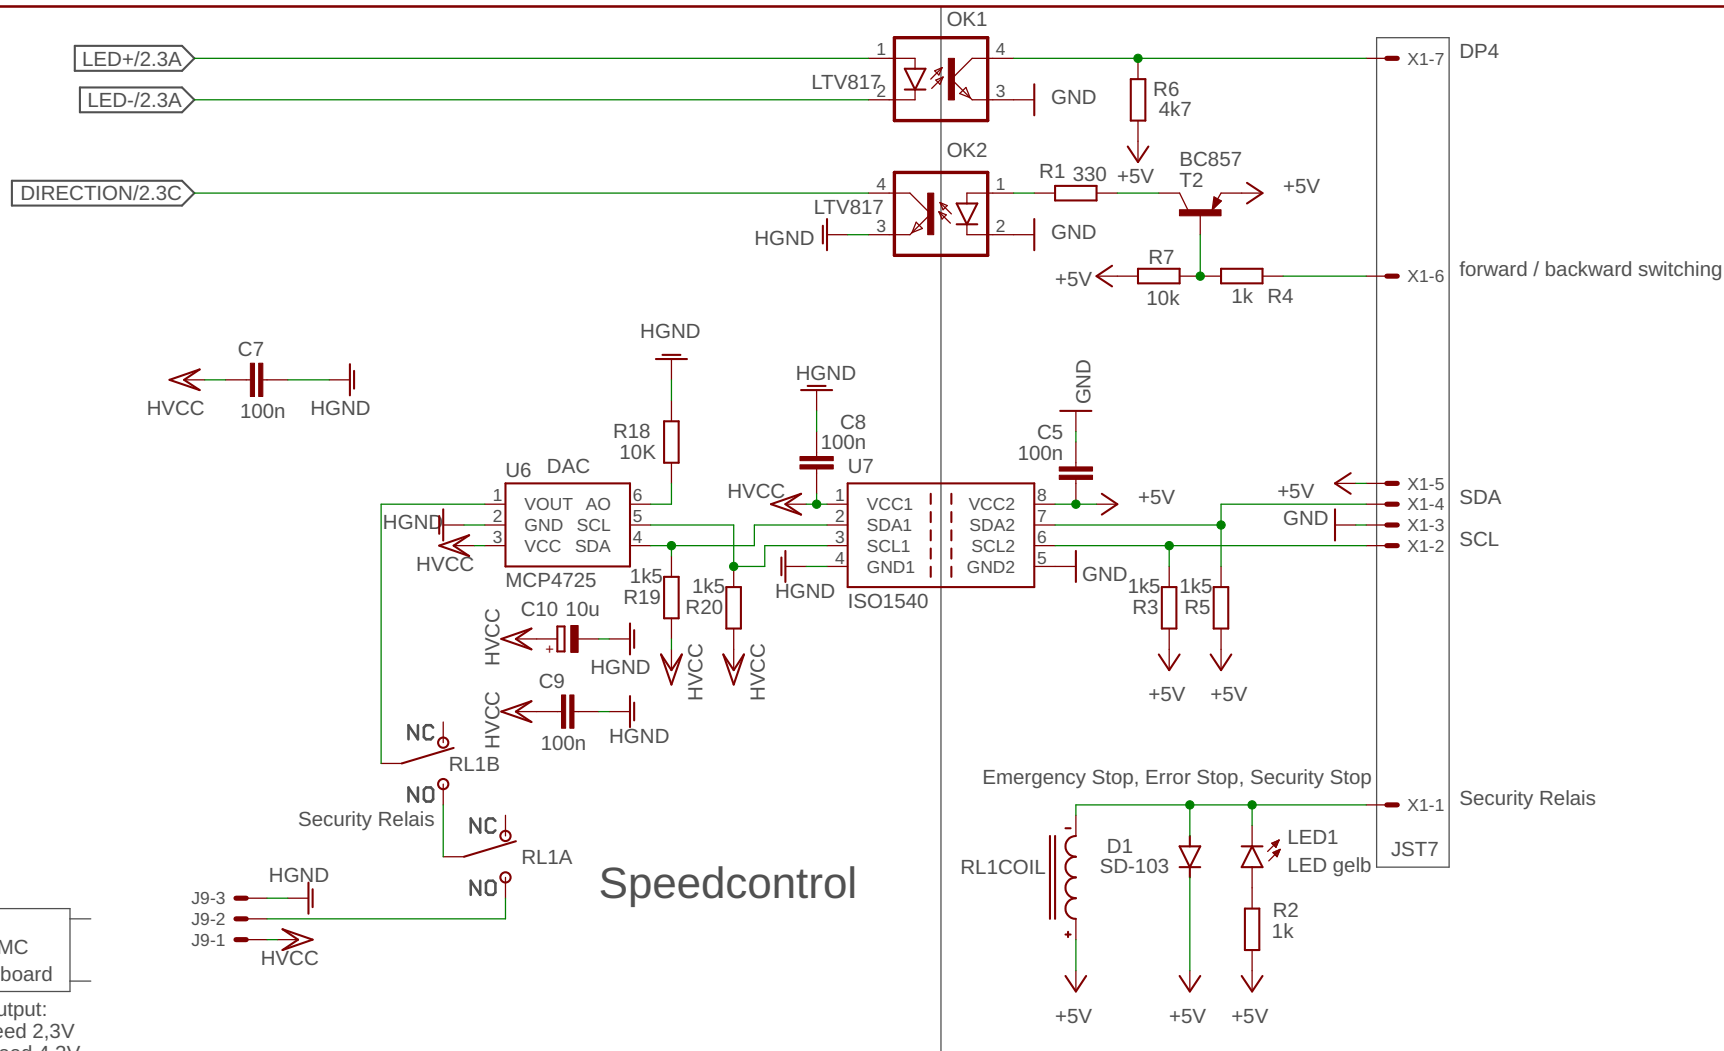 OK1
LED+/2.3A
1
4
X1-7
DP4
LTV817
LED-/2.3A
2
3
GND
R6
4k7
+5V
OK2
BC857
T2
DIRECTION/2.3C
4
1
R1
330
+5V
LTV817
HGND
3
2
GND
R7
+5V
10k
1k
R4
X1-6
forward / backward switching
HGND
C7
HVCC
100n
HGND
HGND
C8
100n
GND
C5
100n
R18
10K
U6
DAC
U7
HVCC
+5V
+5V
X1-5
1
VOUT
AO
6
1
VCC1
VCC2
8
X1-4
SDA
HGND
2
GND
SCL
5
2
SDA1
SDA2
7
GND
X1-3
HVCC
3
VCC
SDA
4
3
SCL1
SCL2
6
X1-2
SCL
4
GND1
GND2
5
MCP4725
HGND
ISO1540
GND
1k5
R19
1k5
R20
1k5
R3
1k5
R5
C10
10u
+
HVCC
HGND
HVCC
HVCC
+5V
+5V
C9
HVCC
100n
HGND
NC
RL1B
NO
Security Relais
Emergency Stop, Error Stop, Security Stop
X1-1
Security Relais
NC
RL1A
NO
-
RL1COIL
+
D1
SD-103
LED1
LED gelb
JST7
R2
1k
Speedcontrol
HGND
J9-3
J9-2
J9-1
HVCC
+5V
+5V
+5V
MC
board
utput:
eed 2,3V